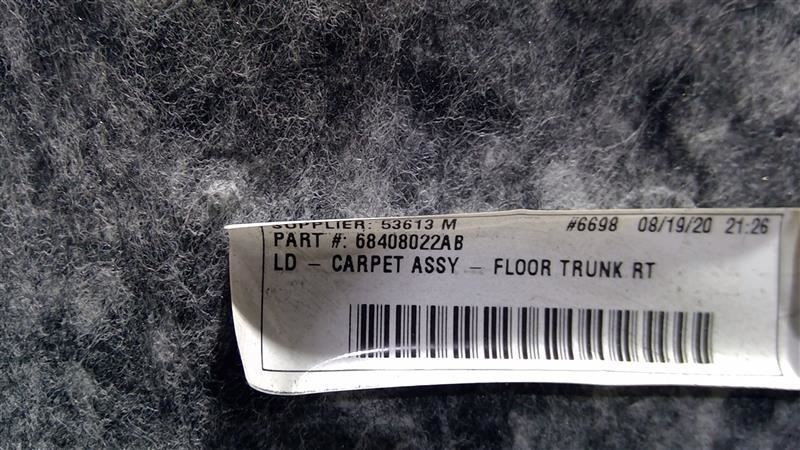 SUPPLIER: 53613 M #6698 08/19/20 21:26
PART #: 68408022AB
LD - CARPET ASSY - FLOOR TRUNK RT